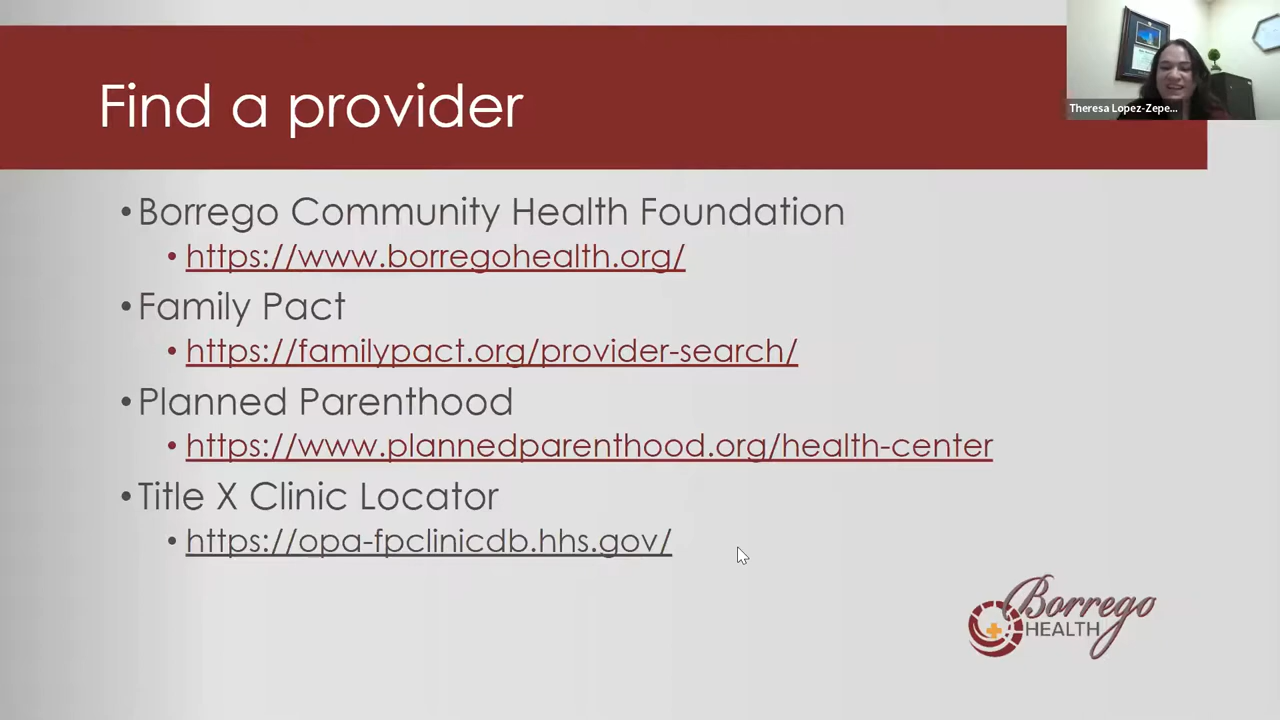 Find a provider
Theresa Lopez-Zepe...
• Borrego Community Health Foundation
• https://www.borregohealth.org/
• Family Pact
• https://familypact.org/provider-search/
• Planned Parenthood
• https://www.plannedparenthood.org/health-center
• Title X Clinic Locator
• https://opa-fpclinicdb.hhs.gov/
Borrego
HEALTH